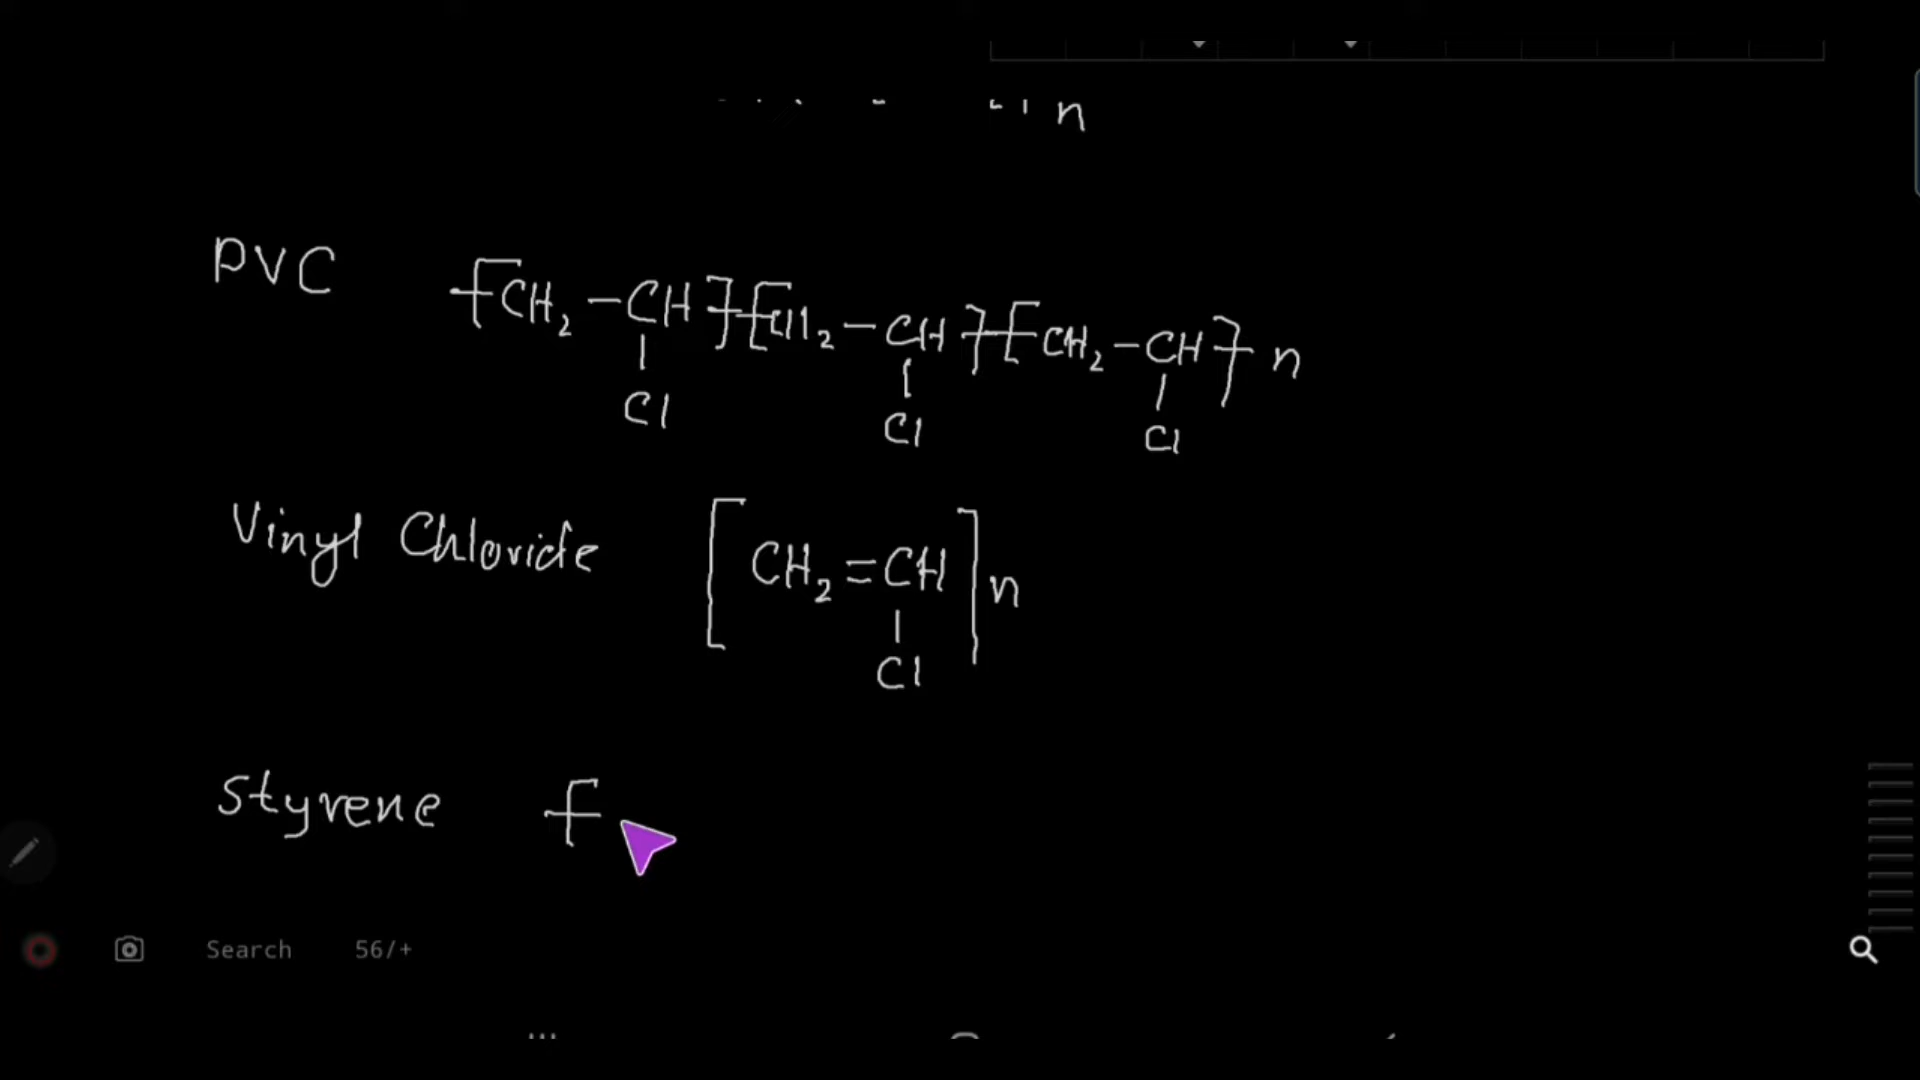 n
PVC [CH₂-CH][CH₂-CH][CH₂-CH]n
Cl Cl Cl
Vinyl Chloride [CH₂=CH]n
Cl
Styrene [
Search 56/+